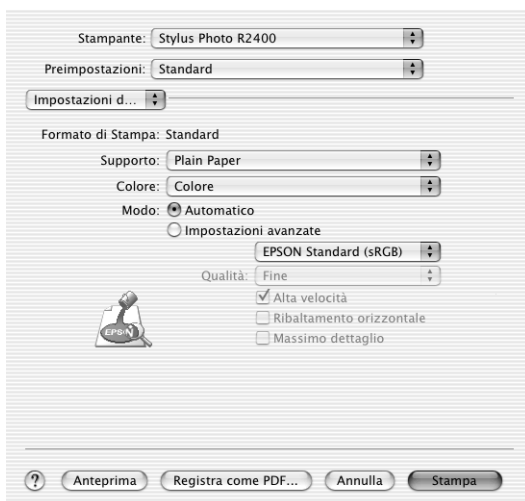 Stampante: Stylus Photo R2400
Preimpostazioni: Standard
Impostazioni d...
Formato di Stampa: Standard
Supporto: Plain Paper
Colore: Colore
Modo: Automatico
Impostazioni avanzate
EPSON Standard (sRGB)
Qualità: Fine
Alta velocità
Ribaltamento orizzontale
Massimo dettaglio
EPSON
? Anteprima Registra come PDF... Annulla Stampa